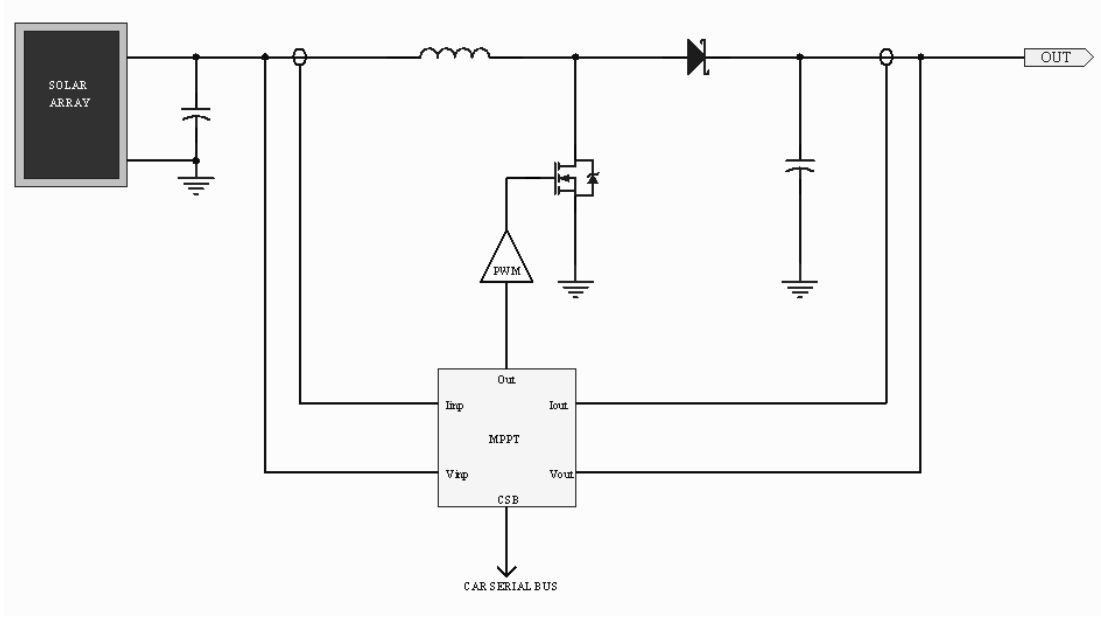 SOLAR
ARRAY
OUT
PWM
Out
Iinp
Iout
MPPT
Vinp
Vout
CSB
CAR SERIAL BUS